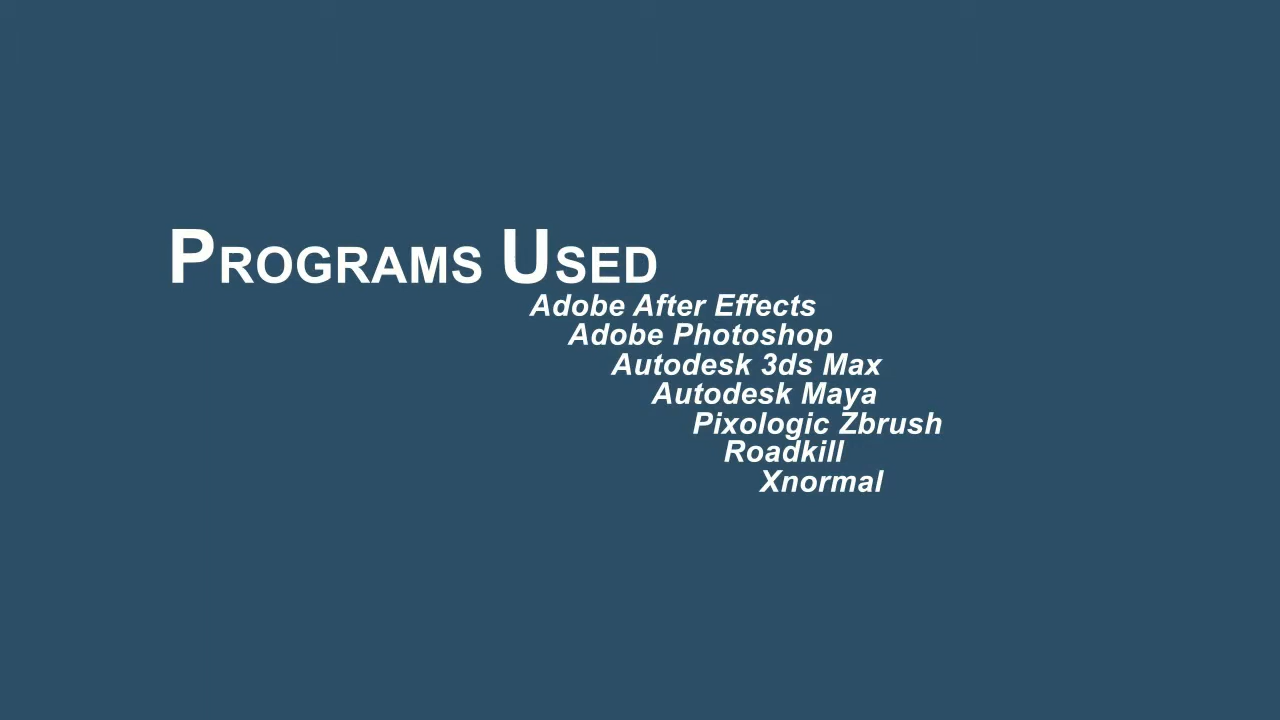 Programs Used
Adobe After Effects
Adobe Photoshop
Autodesk 3ds Max
Autodesk Maya
Pixologic Zbrush
Roadkill
Xnormal